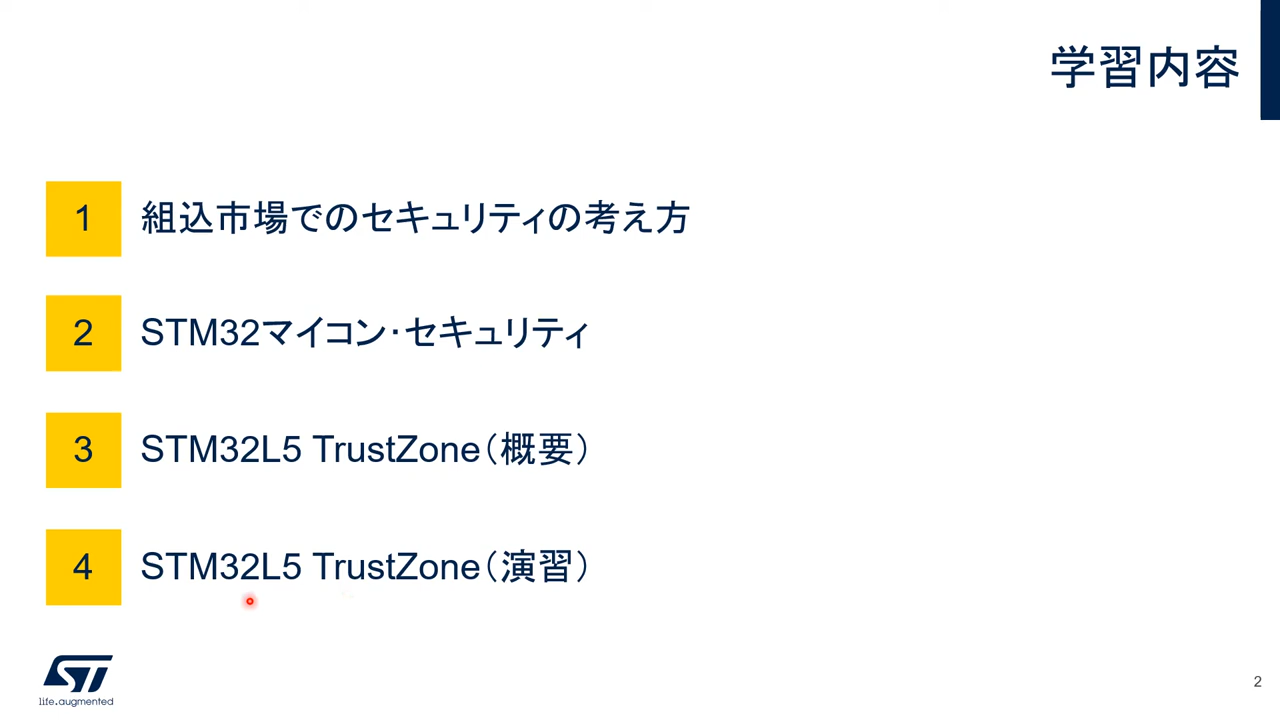 学習内容
1 組込市場でのセキュリティの考え方
2 STM32マイコン･セキュリティ
3 STM32L5 TrustZone（概要）
4 STM32L5 TrustZone（演習）
ST
life.augmented
2